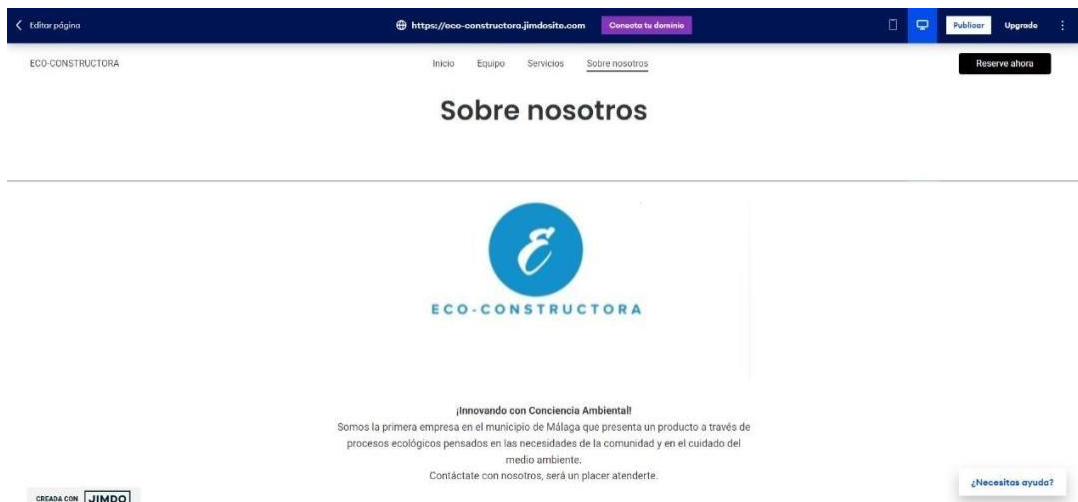 Editar página
https://eco-constructora.jimdosite.com
Conecta tu dominio
Publicar
Upgrade
ECO-CONSTRUCTORA
Inicio
Equipo
Servicios
Sobre nosotros
Reserve ahora
Sobre nosotros
E
ECO-CONSTRUCTORA
¡Innovando con Conciencia Ambiental!
Somos la primera empresa en el municipio de Málaga que presenta un producto a través de
procesos ecológicos pensados en las necesidades de la comunidad y en el cuidado del
medio ambiente.
Contáctate con nosotros, será un placer atenderte.
¿Necesitas ayuda?
CREADA CON JIMDO